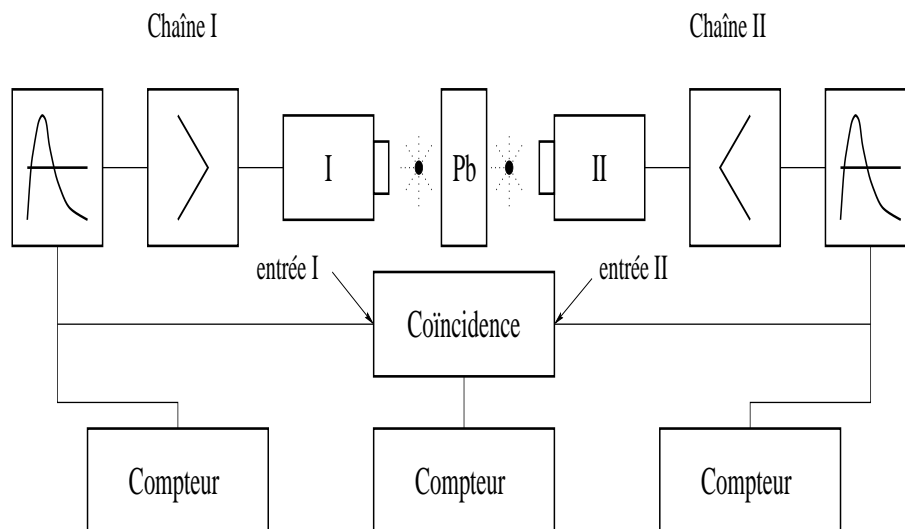 Chaîne I
Chaîne II
I
Pb
II
entrée I
entrée II
Coïncidence
Compteur
Compteur
Compteur